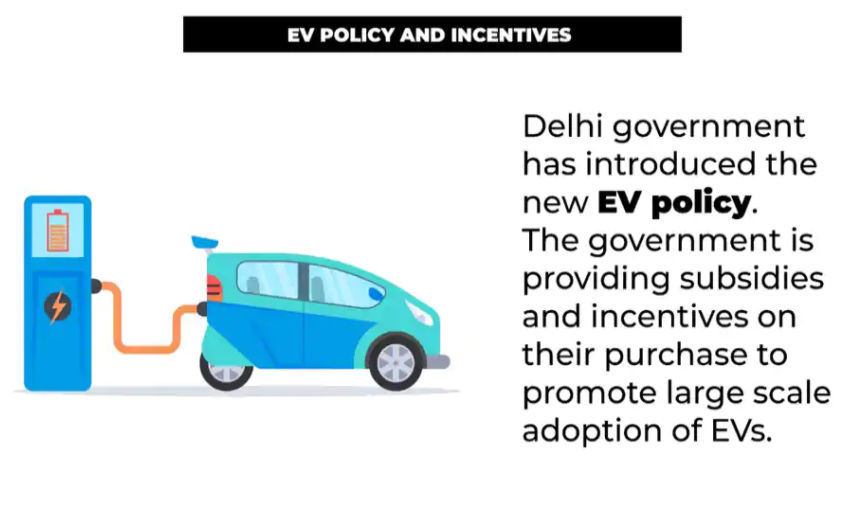 EV POLICY AND INCENTIVES
Delhi government
has introduced the
new EV policy.
The government is
providing subsidies
and incentives on
their purchase to
promote large scale
adoption of EVs.